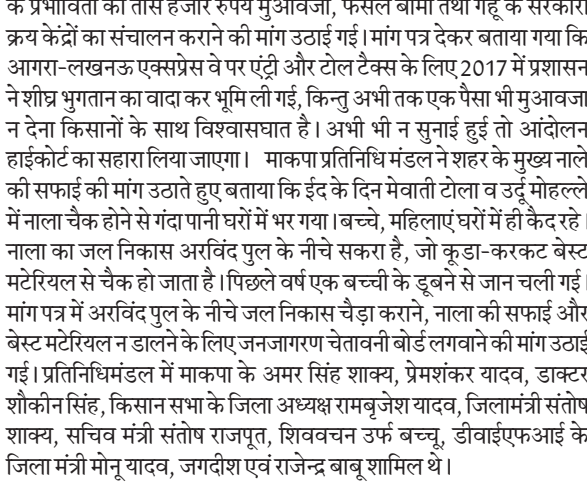 के प्रभावितों को तीस हजार रुपये मुआवजा, फसल बीमा तथा गेहूं के सरकारी
क्रय केंद्रों का संचालन कराने की मांग उठाई गई। मांग पत्र देकर बताया गया कि
आगरा-लखनऊ एक्सप्रेस वे पर एंट्री और टोल टैक्स के लिए 2017 में प्रशासन
ने शीघ्र भुगतान का वादा कर भूमि ली गई, किन्तु अभी तक एक पैसा भी मुआवजा
न देना किसानों के साथ विश्वासघात है। अभी भी न सुनाई हुई तो आंदोलन
हाईकोर्ट का सहारा लिया जाएगा। माकपा प्रतिनिधि मंडल ने शहर के मुख्य नाले
की सफाई की मांग उठाते हुए बताया कि ईद के दिन मेवाती टोला व उर्दू मोहल्ले
में नाला चैक होने से गंदा पानी घरों में भर गया। बच्चे, महिलाएं घरों में ही कैद रहे।
नाला का जल निकास अरविंद पुल के नीचे सकरा है, जो कूडा-करकट बेस्ट
मटेरियल से चैक हो जाता है। पिछले वर्ष एक बच्ची के डूबने से जान चली गई।
मांग पत्र में अरविंद पुल के नीचे जल निकास चैड़ा कराने, नाला की सफाई और
बेस्ट मटेरियल न डालने के लिए जनजागरण चेतावनी बोर्ड लगवाने की मांग उठाई
गई। प्रतिनिधिमंडल में माकपा के अमर सिंह शाक्य, प्रेमशंकर यादव, डाक्टर
शौकीन सिंह, किसान सभा के जिला अध्यक्ष रामबृजेश यादव, जिलामंत्री संतोष
शाक्य, सचिव मंत्री संतोष राजपूत, शिववचन उर्फ बच्चू, डीवाईएफआई के
जिला मंत्री मोनू यादव, जगदीश एवं राजेन्द्र बाबू शामिल थे।